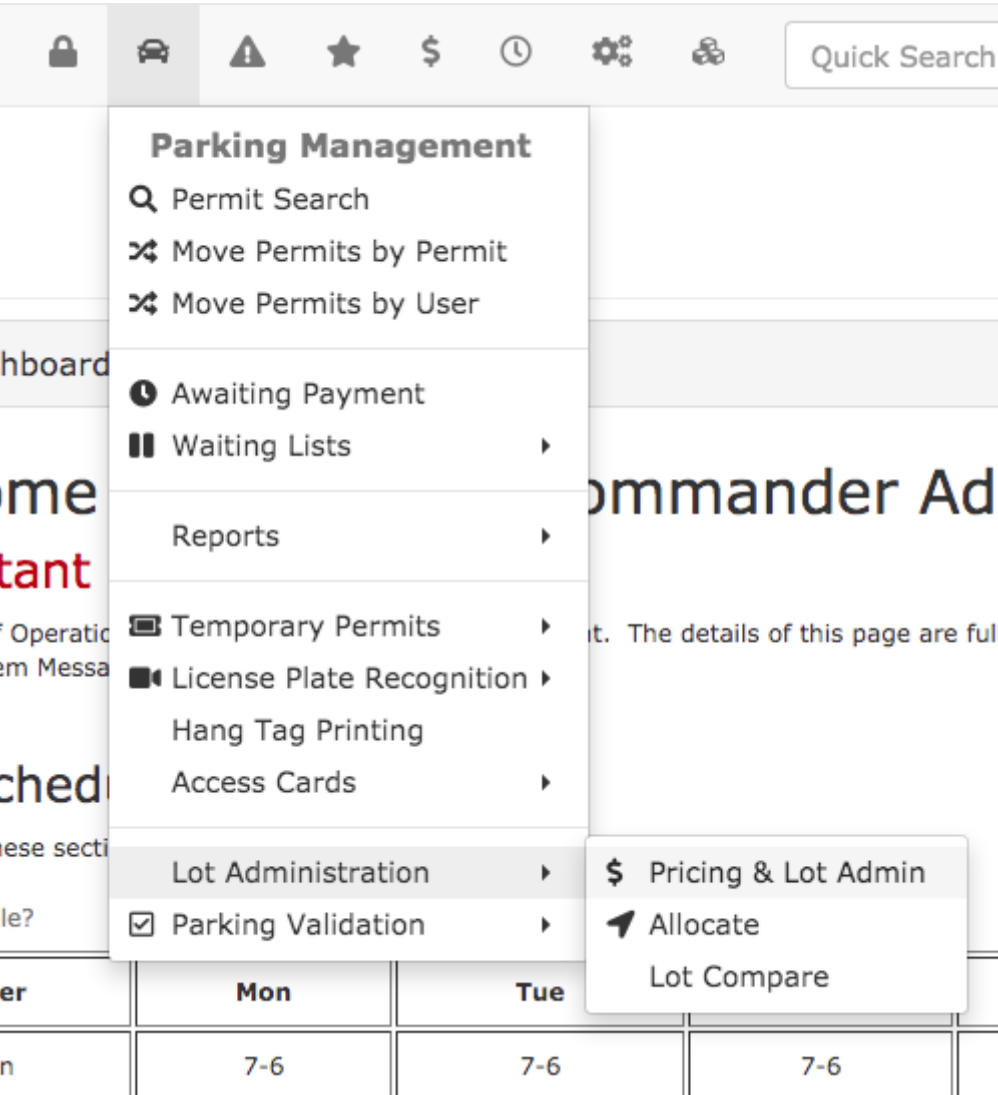 Quick Search
Parking Management
Permit Search
Move Permits by Permit
Move Permits by User
hboard
Awaiting Payment
Waiting Lists
ome ommander Ad
Reports
tant
Temporary Permits
f Operatio t. The details of this page are ful
em Messa
License Plate Recognition
Hang Tag Printing
Access Cards
ched
hese secti
Lot Administration
$ Pricing & Lot Admin
le?
Parking Validation
Allocate
Lot Compare
er Mon Tue
n 7-6 7-6 7-6